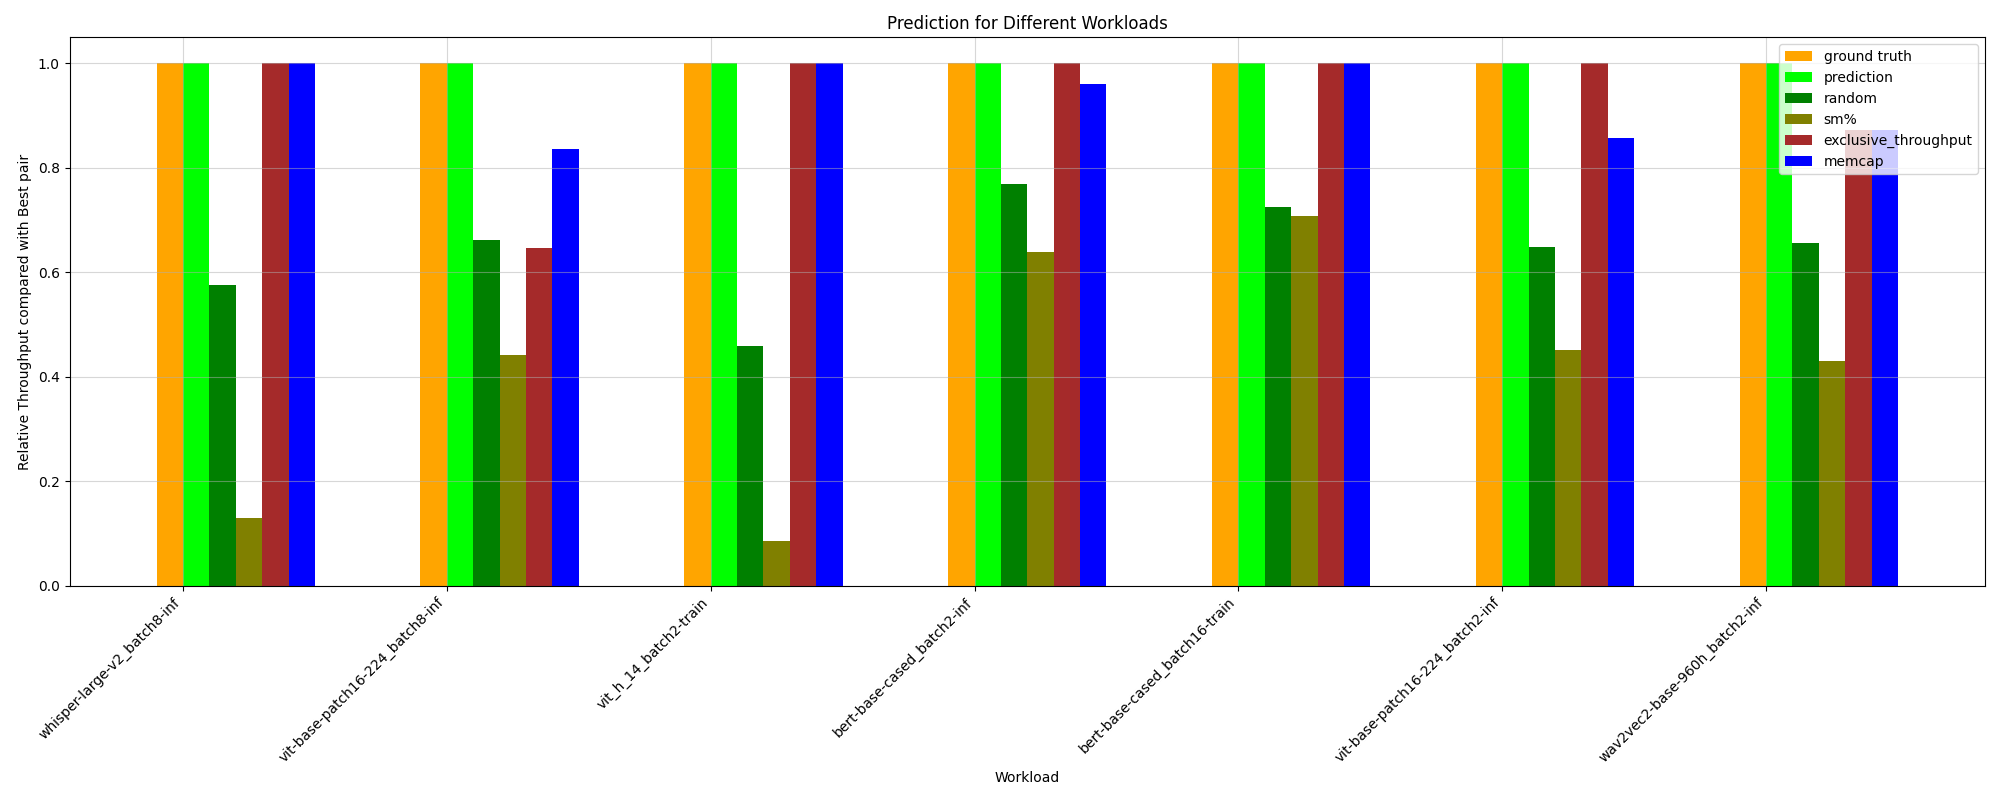 Prediction for Different Workloads
Relative Throughput compared with Best pair
1.0
0.8
0.6
0.4
0.2
0.0
ground truth
prediction
random
sm%
exclusive_throughput
memcap
whisper-large-v2_batch8-inf
vit-base-patch16-224_batch8-inf
vit_h_14_batch2-train
bert-base-cased_batch2-inf
bert-base-cased_batch16-train
vit-base-patch16-224_batch2-inf
wav2vec2-base-960h_batch2-inf
Workload